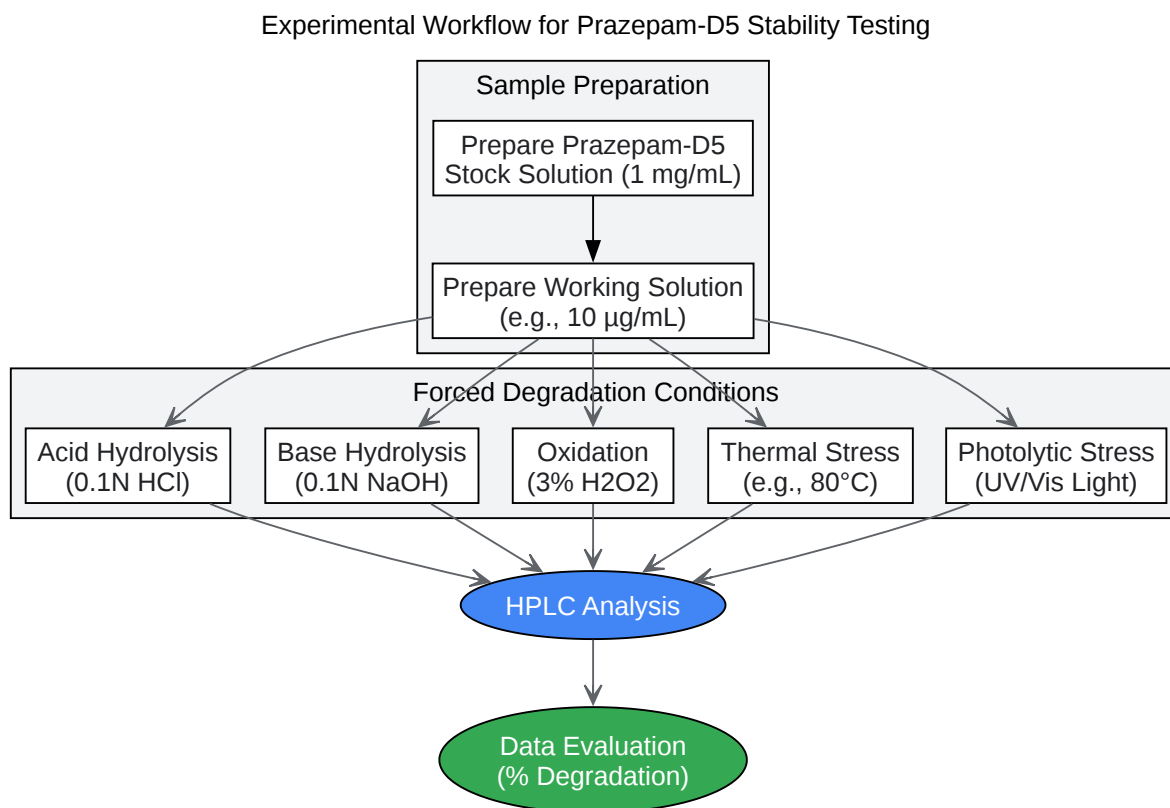 Experimental Workflow for Prazepam-D5 Stability Testing
Sample Preparation
Prepare Prazepam-D5
Stock Solution (1 mg/mL)
Prepare Working Solution
(e.g., 10 µg/mL)
Forced Degradation Conditions
Acid Hydrolysis
(0.1N HCl)
Base Hydrolysis
(0.1N NaOH)
Oxidation
(3% H2O2)
Thermal Stress
(e.g., 80°C)
Photolytic Stress
(UV/Vis Light)
HPLC Analysis
Data Evaluation
(% Degradation)